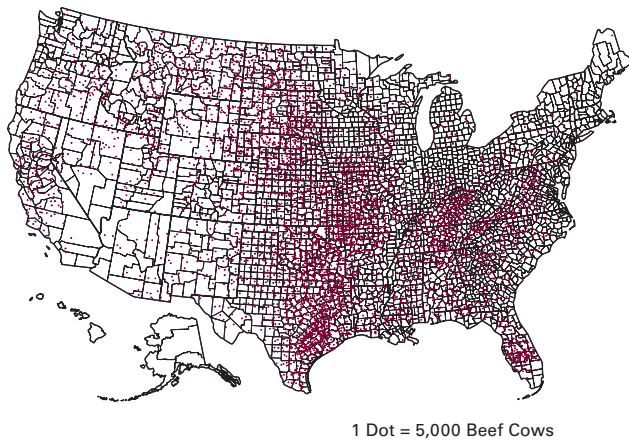 1 Dot = 5,000 Beef Cows